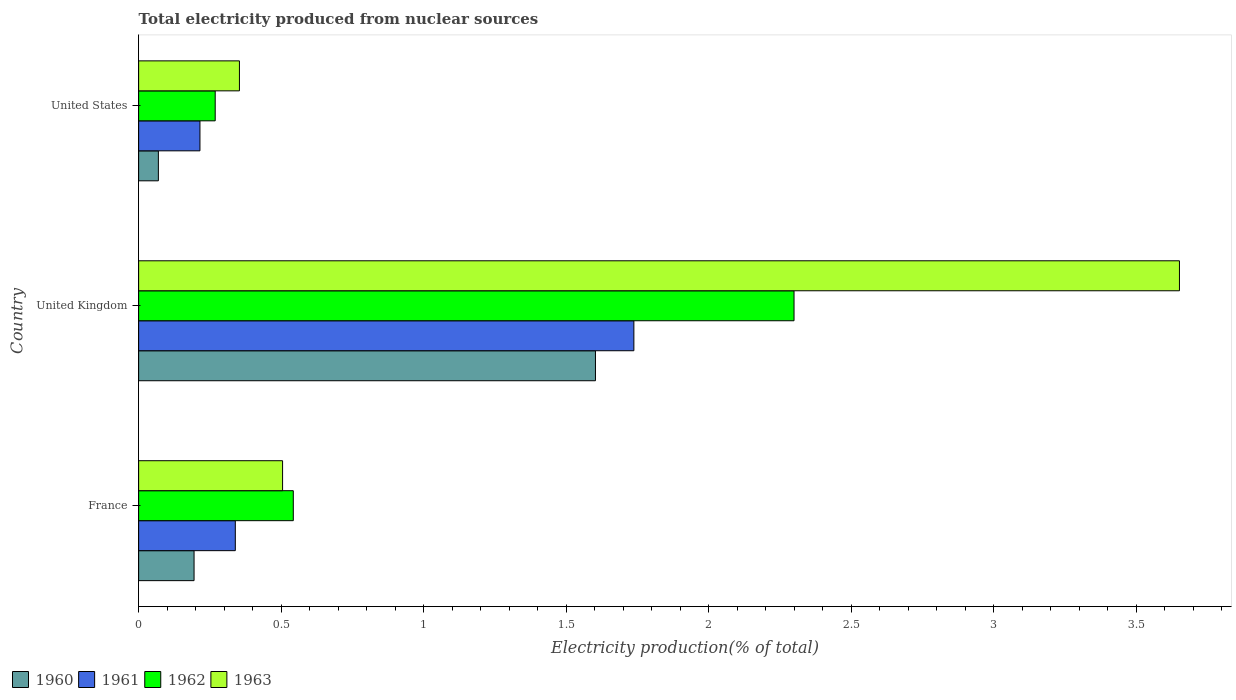 Total electricity produced from nuclear sources
United States
United Kingdom
France
Country
0
0.5
1
1.5
2
2.5
3
3.5
Electricity production(% of total)
1960
1961
1962
1963